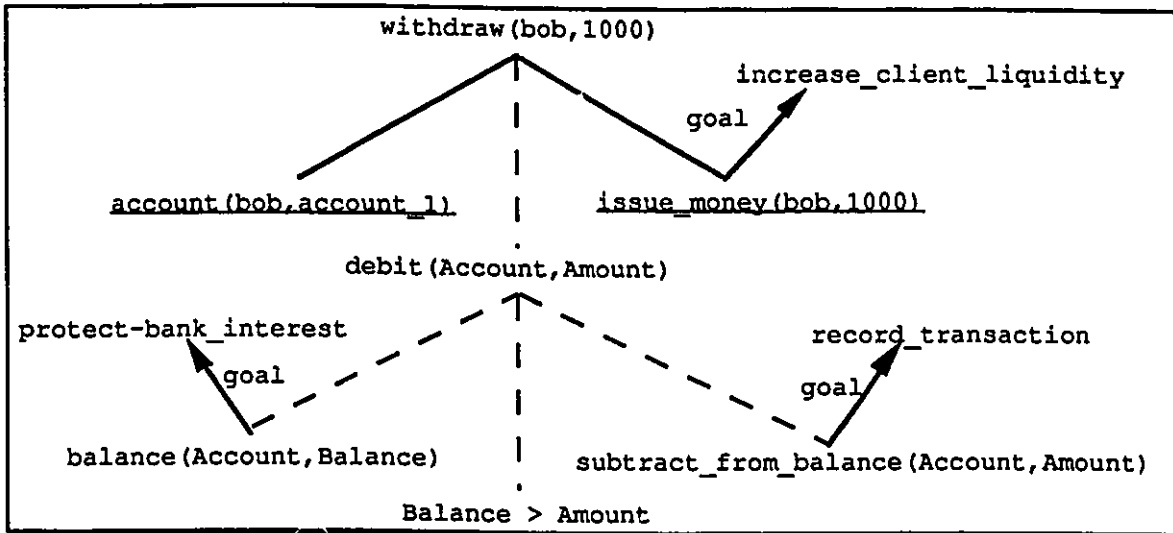 withdraw(bob,1000)
increase_client_liquidity
goal
account(bob,account_1)
issue_money(bob,1000)
debit(Account,Amount)
protect-bank_interest
record_transaction
goal
goal
balance(Account,Balance)
subtract_from_balance(Account,Amount)
Balance > Amount